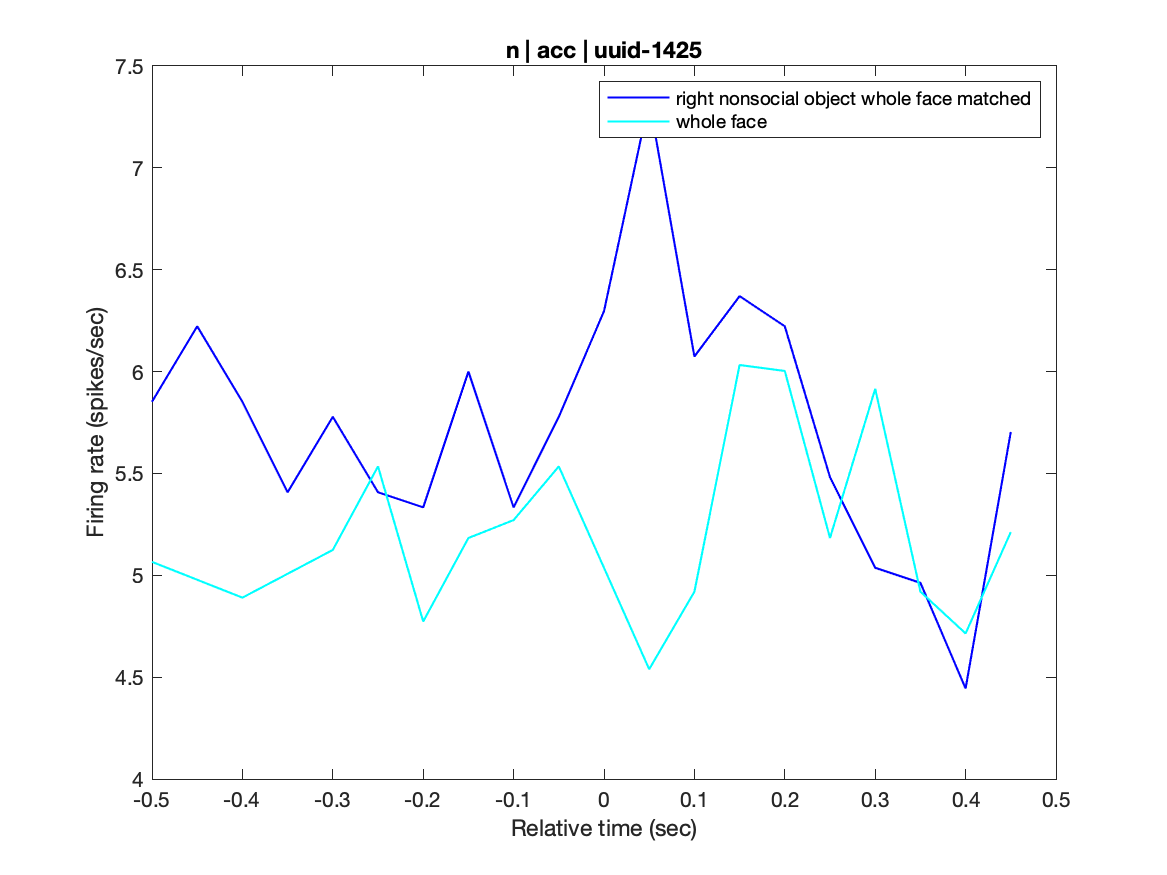 n | acc | uuid-1425
7.5
7
6.5
6
5.5
5
4.5
4
Firing rate (spikes/sec)
right nonsocial object whole face matched
whole face
-0.5 -0.4 -0.3 -0.2 -0.1 0 0.1 0.2 0.3 0.4 0.5
Relative time (sec)